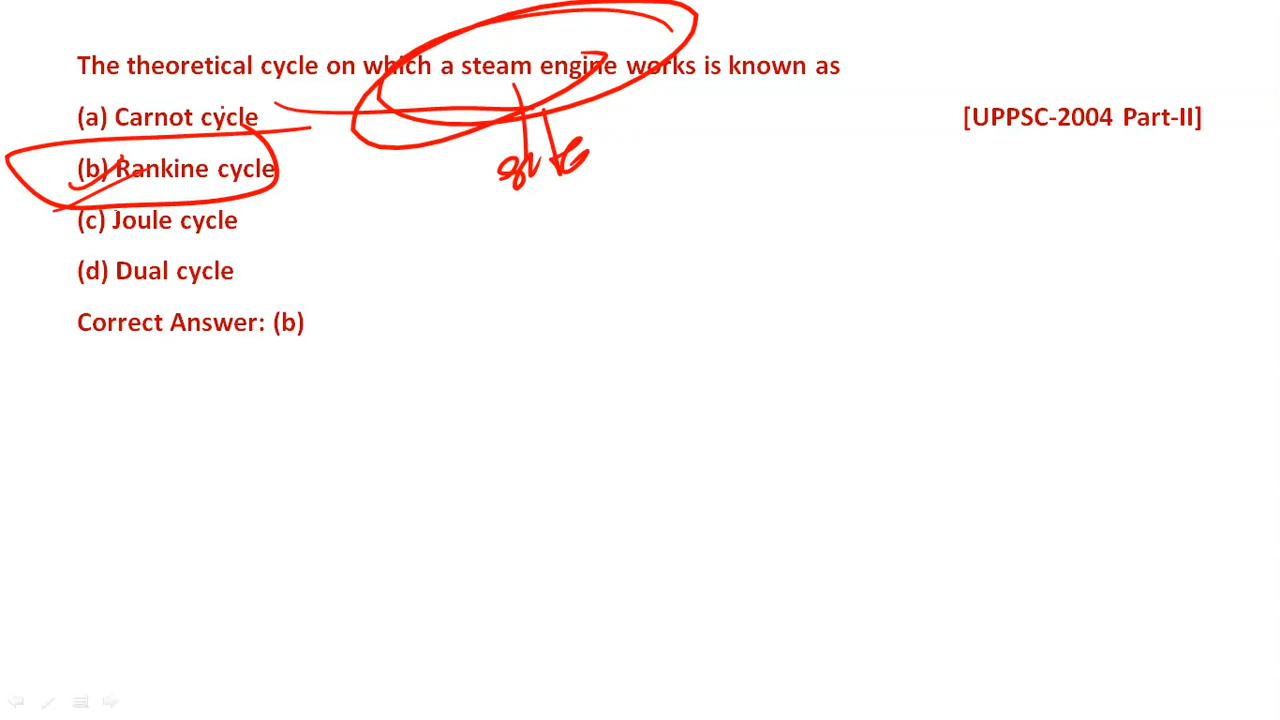 The theoretical cycle on which a steam engine works is known as
(a) Carnot cycle [UPPSC-2004 Part-II]
(b) Rankine cycle
(c) Joule cycle
(d) Dual cycle
Correct Answer: (b)